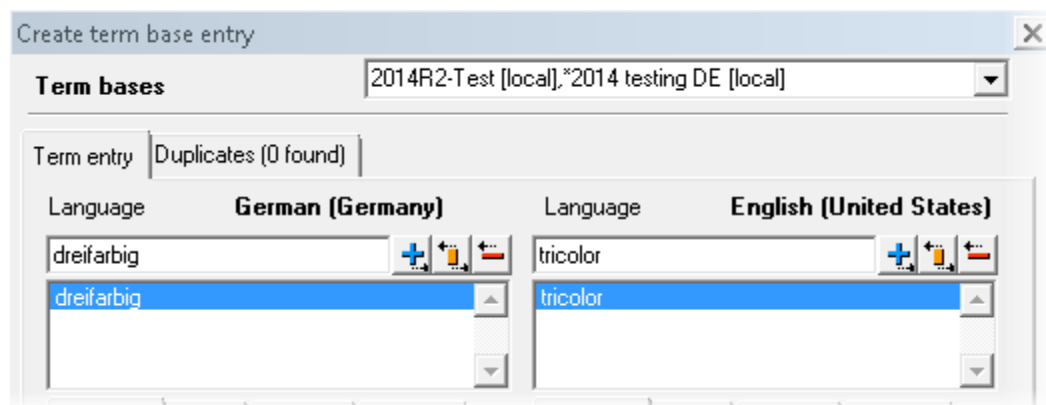 Create term base entry
Term bases 2014R2-Test [local],*2014 testing DE [local]
Term entry Duplicates (0 found)
Language German (Germany) Language English (United States)
dreifarbig tricolor
dreifarbig tricolor